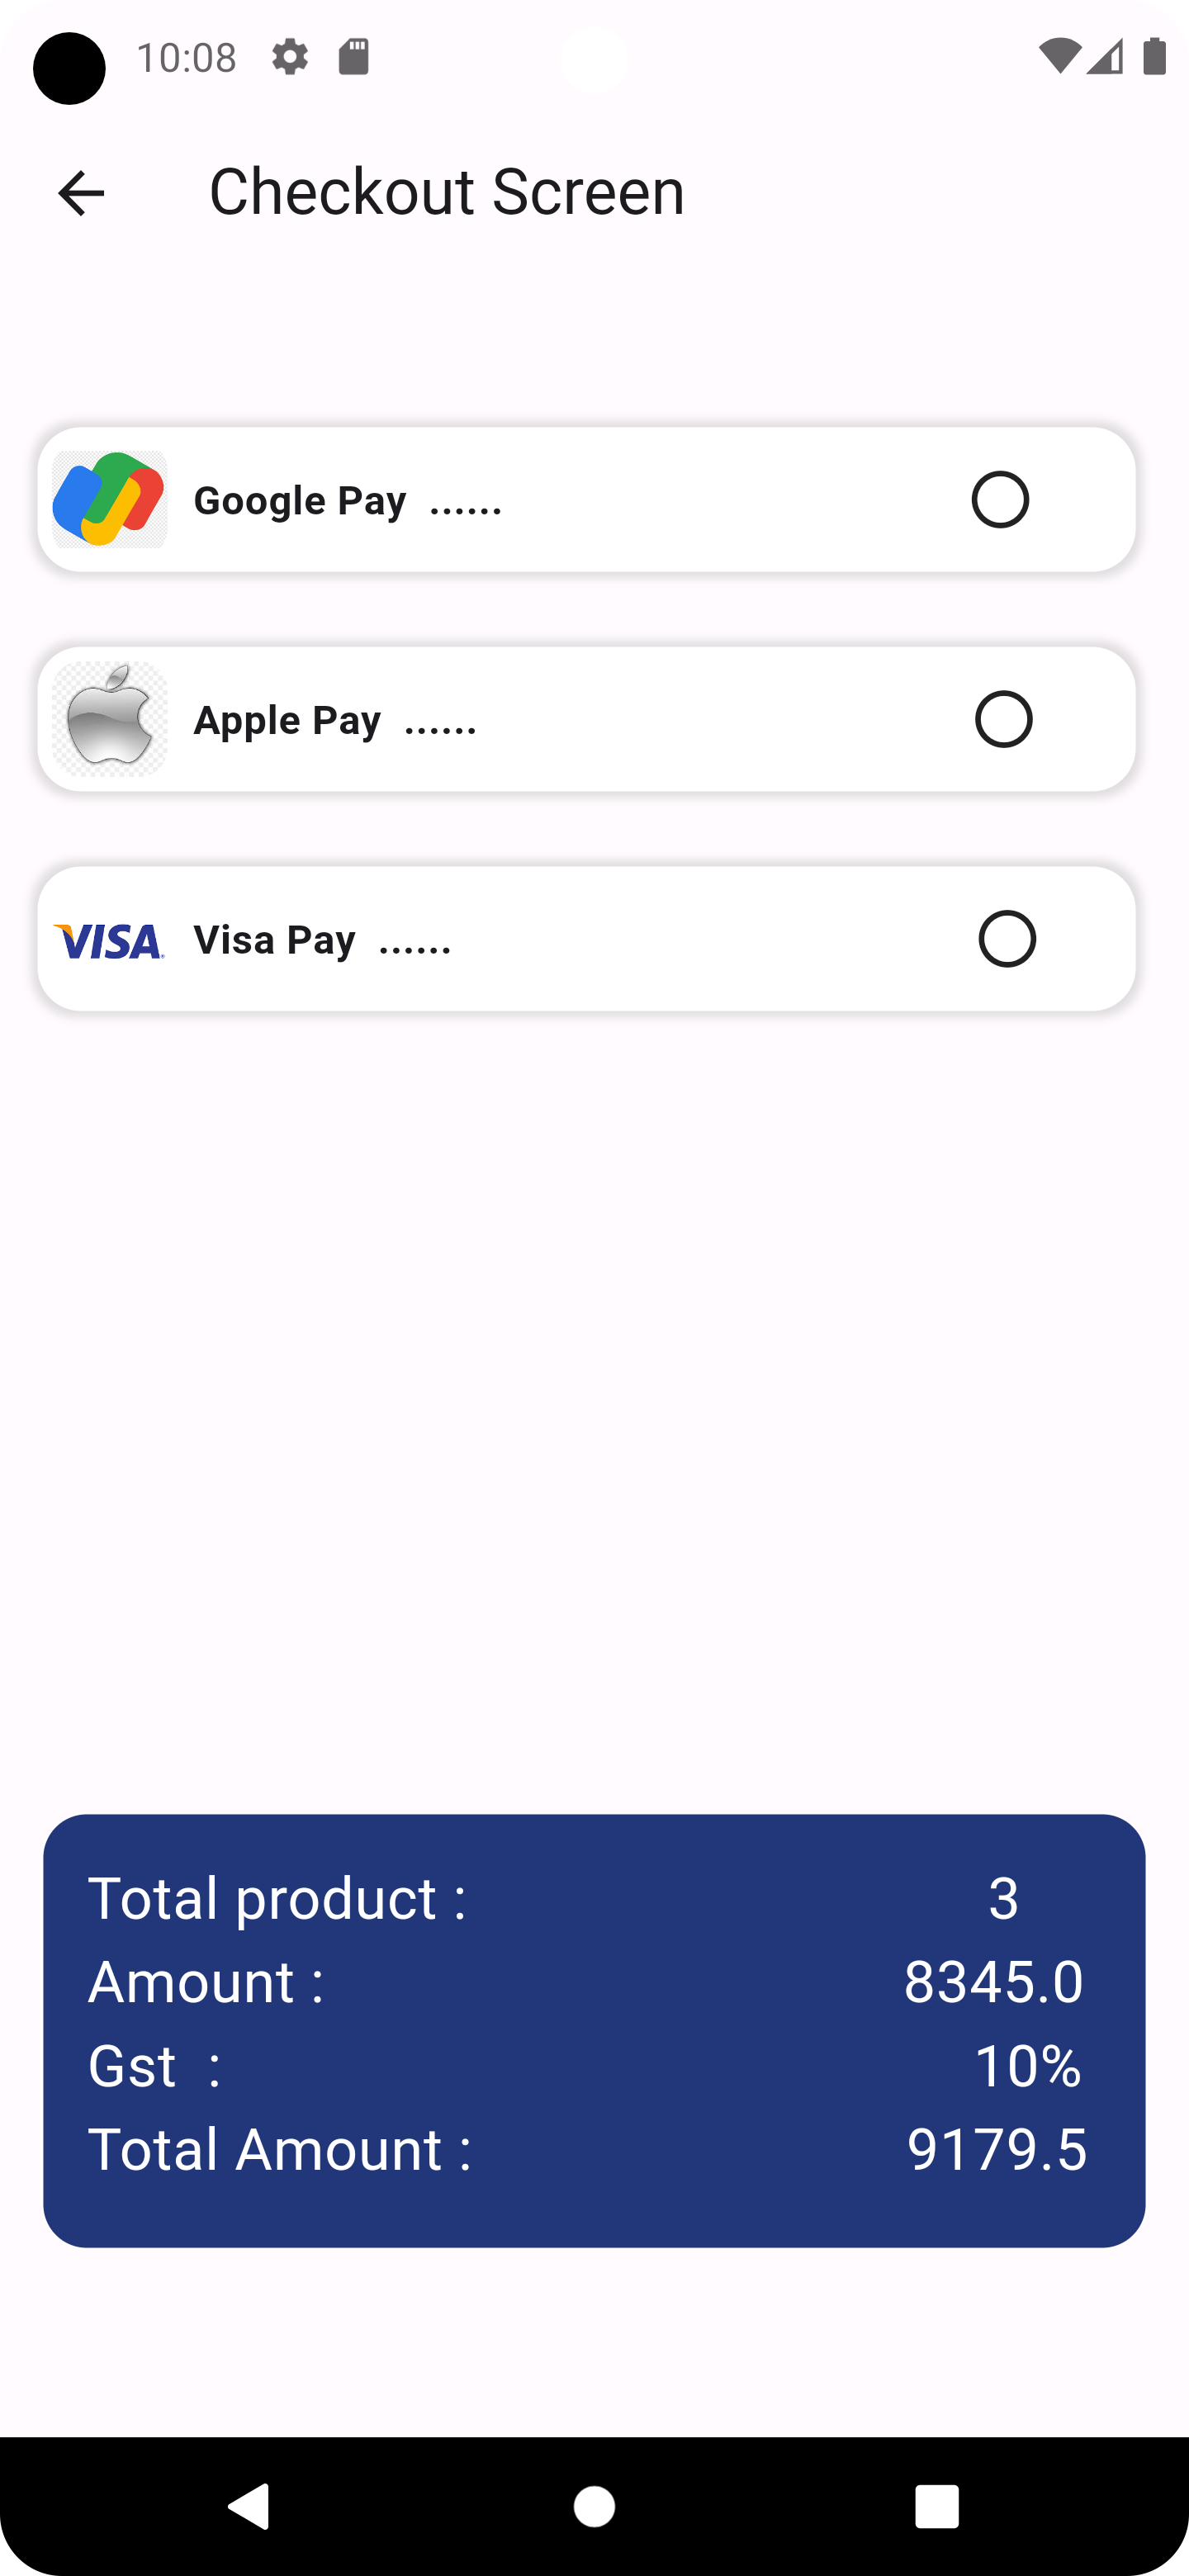 10:08
Checkout Screen
Google Pay ......
Apple Pay ......
VISA Visa Pay ......
Total product : 3
Amount : 8345.0
Gst : 10%
Total Amount : 9179.5